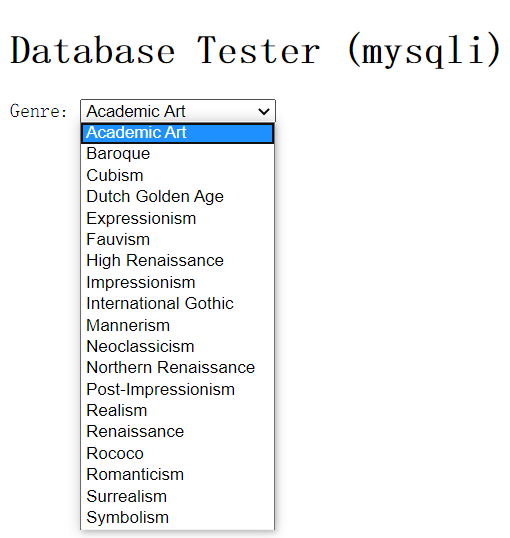 Database Tester (mysqli)
Genre: Academic Art
Academic Art
Baroque
Cubism
Dutch Golden Age
Expressionism
Fauvism
High Renaissance
Impressionism
International Gothic
Mannerism
Neoclassicism
Northern Renaissance
Post-Impressionism
Realism
Renaissance
Rococo
Romanticism
Surrealism
Symbolism